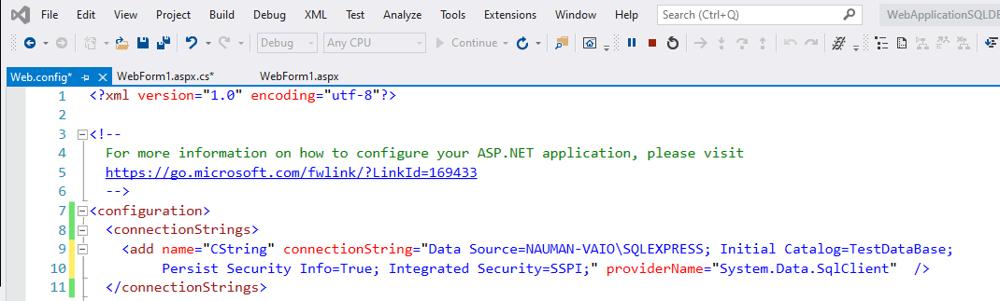 File Edit View Project Build Debug XML Test Analyze Tools Extensions Window Help Search (Ctrl+Q) WebApplicationSQLDE
Debug Any CPU Continue
Web.config* WebForm1.aspx.cs* WebForm1.aspx
1 <?xml version="1.0" encoding="utf-8"?>
2
3 <!--
4 For more information on how to configure your ASP.NET application, please visit
5 https://go.microsoft.com/fwlink/?LinkId=169433
6 -->
7 <configuration>
8 <connectionStrings>
9 <add name="CString" connectionString="Data Source=NAUMAN-VAIO\SQLEXPRESS; Initial Catalog=TestDataBase;
10 Persist Security Info=True; Integrated Security=SSPI;" providerName="System.Data.SqlClient" />
11 </connectionStrings>